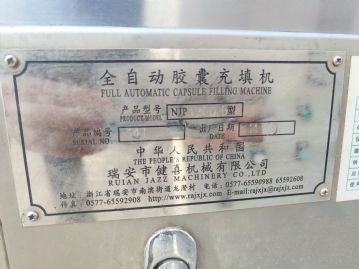 全自动胶囊充填机
FULL AUTOMATIC CAPSULE FILLING MACHINE
产品型号 NJP 型
PRODUCT MODEL
产品编号 出厂日期
SERIAL NO. DATE
中华人民共和国
THE PEOPLE'S REPUBLIC OF CHINA
瑞安市健喜机械有限公司
RUIAN JAZZ MACHINERY CO.,LTD
地址：浙江省瑞安市南滨街道龙潜村 电话：0577-65590988 65592608
传真：0577-65592908 Http://www.rajxjx.com E-mail:rajxjx@rajxjx.com